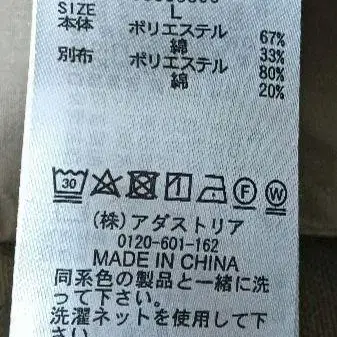 SIZE L
本体 ポリエステル 67%
綿 33%
別布 ポリエステル 80%
綿 20%
30 F W
(株)アダストリア
0120-601-162
MADE IN CHINA
同系色の製品と一緒に洗
って下さい。
洗濯ネットを使用して下
さい。